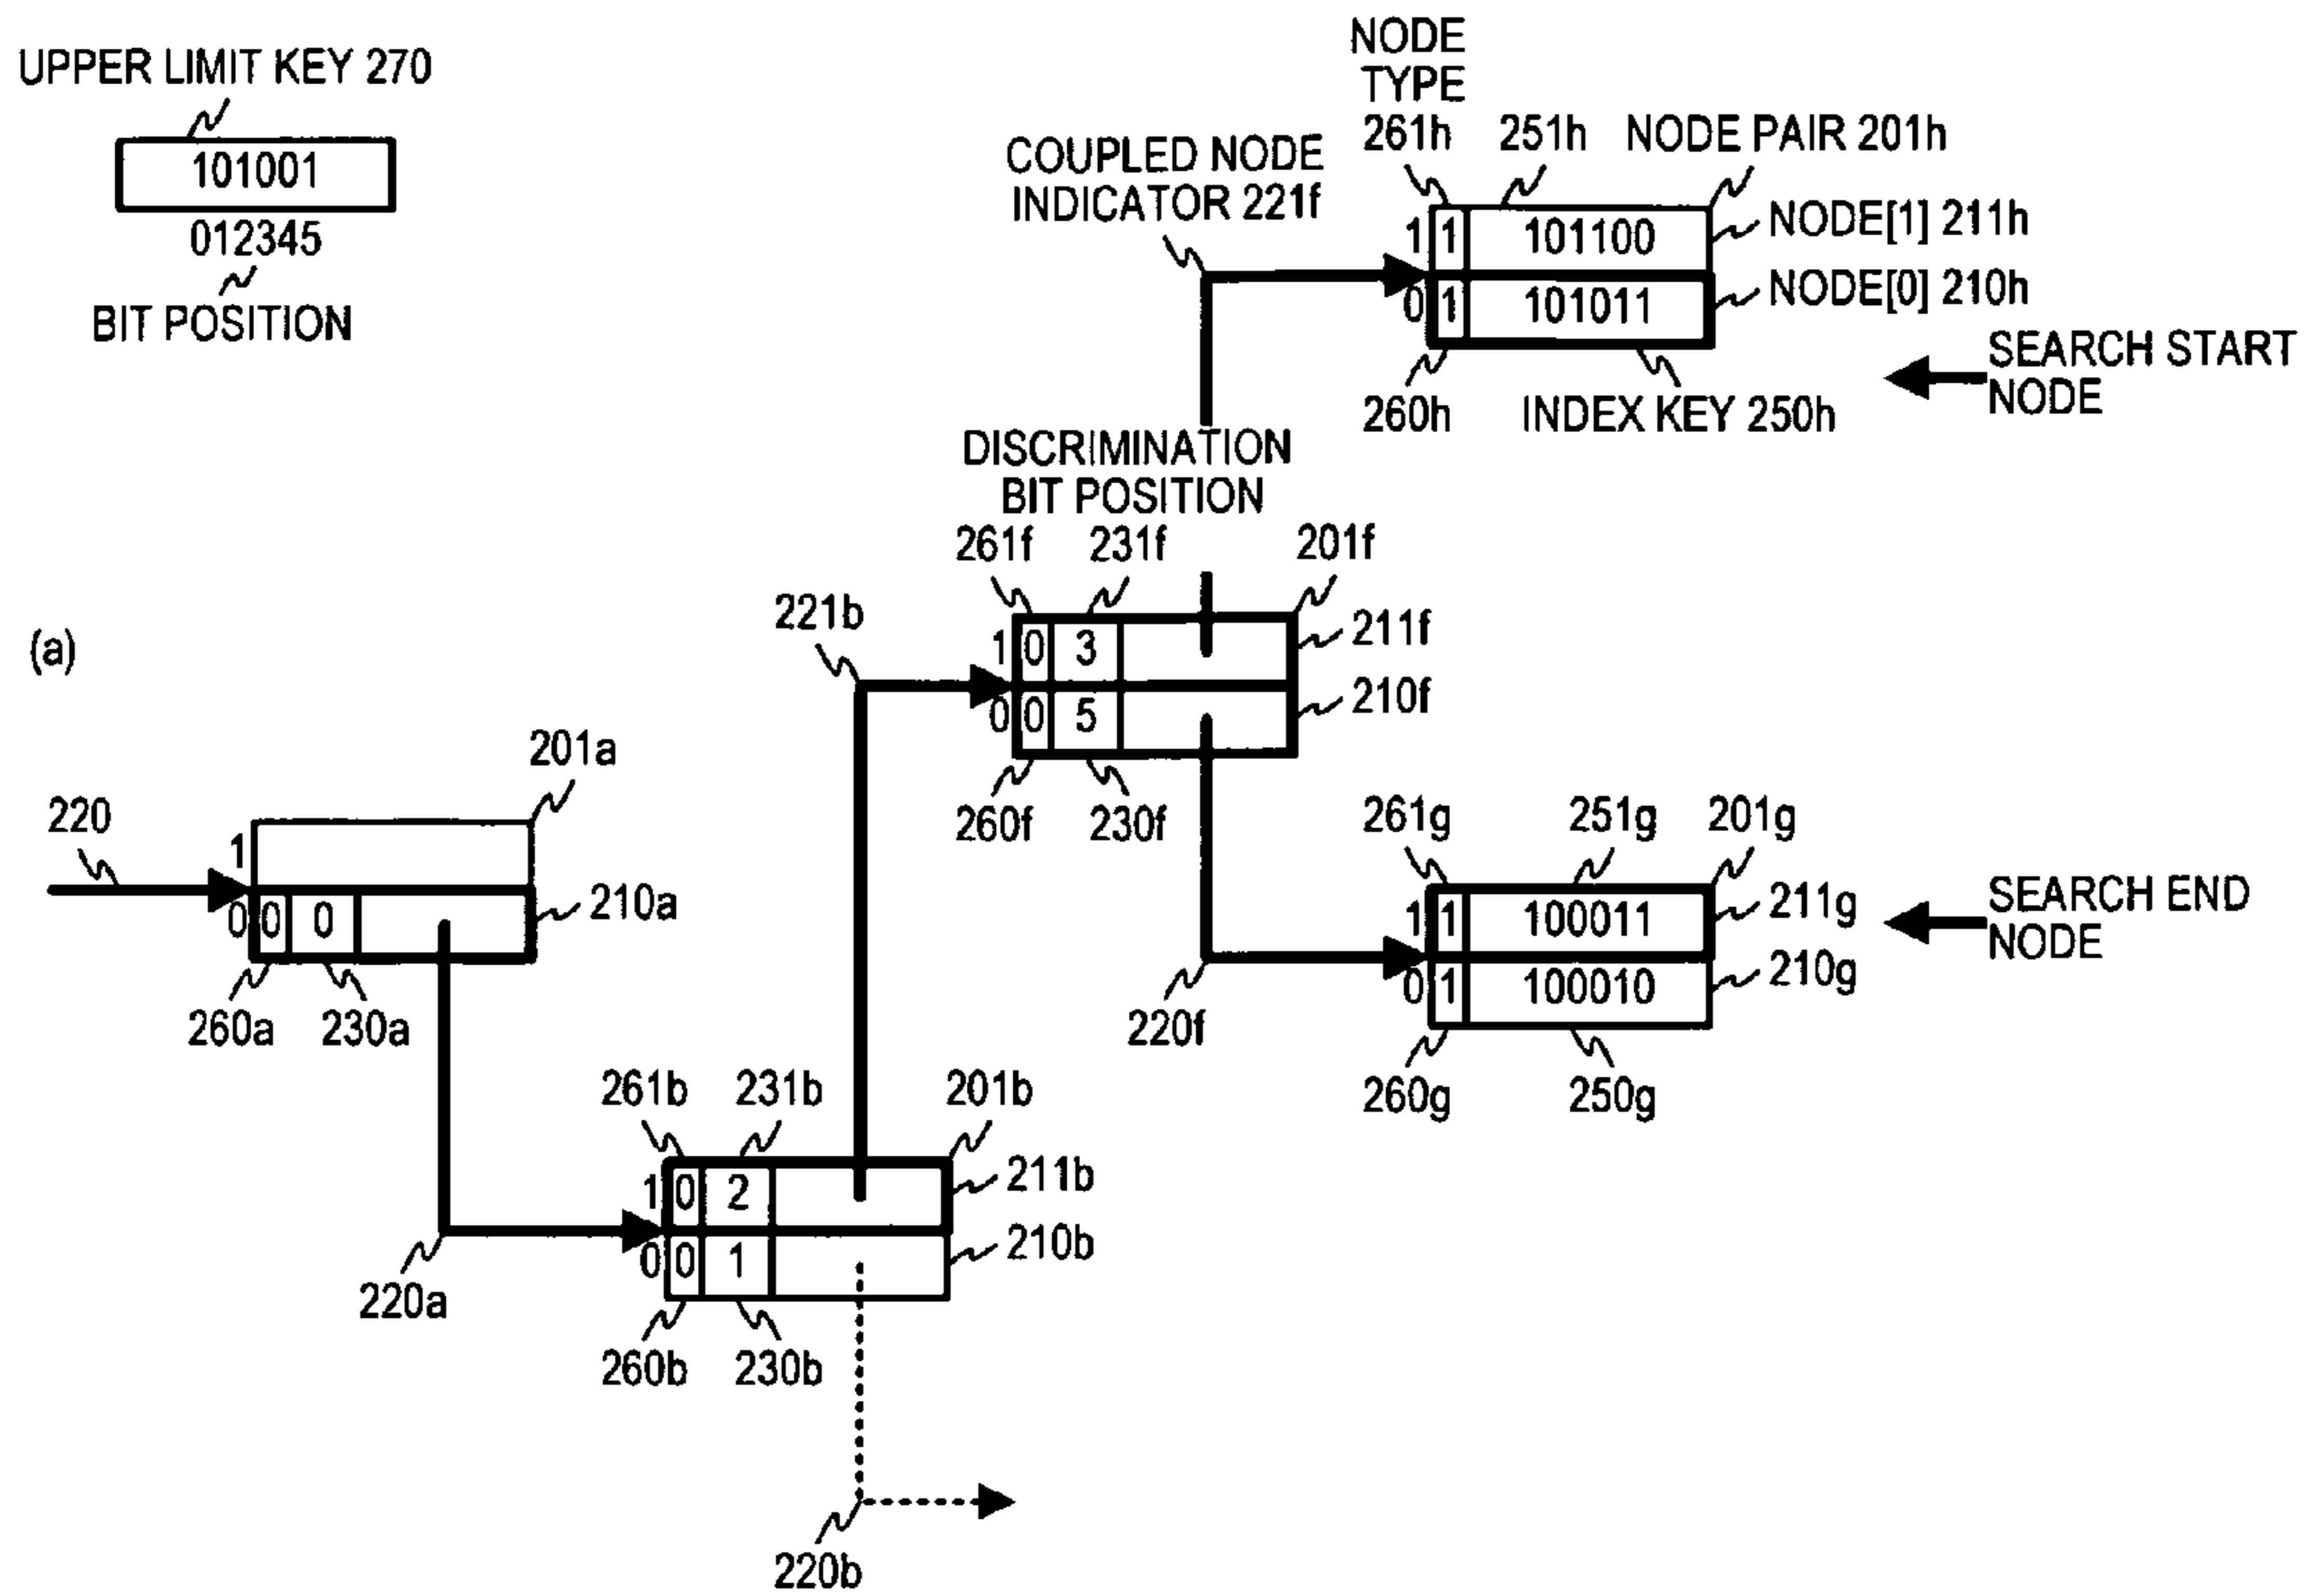 UPPER LIMIT KEY 270
101001
012345
BIT POSITION
NODE
TYPE
261h
251h
NODE PAIR 201h
COUPLED NODE
INDICATOR 221f
1 1 101100
NODE[1] 211h
0 1 101011
NODE[0] 210h
SEARCH START
NODE
260h
INDEX KEY 250h
DISCRIMINATION
BIT POSITION
261f 231f 201f
221b
(a)
1 0 3
211f
0 0 5
210f
260f 230f
201a
220
1
0 0 0
210a
260a 230a
261g 251g 201g
1 1 100011
211g
SEARCH END
NODE
0 1 100010
210g
220f
260g 250g
261b 231b 201b
1 0 2
211b
0 0 1
210b
220a
260b 230b
220b